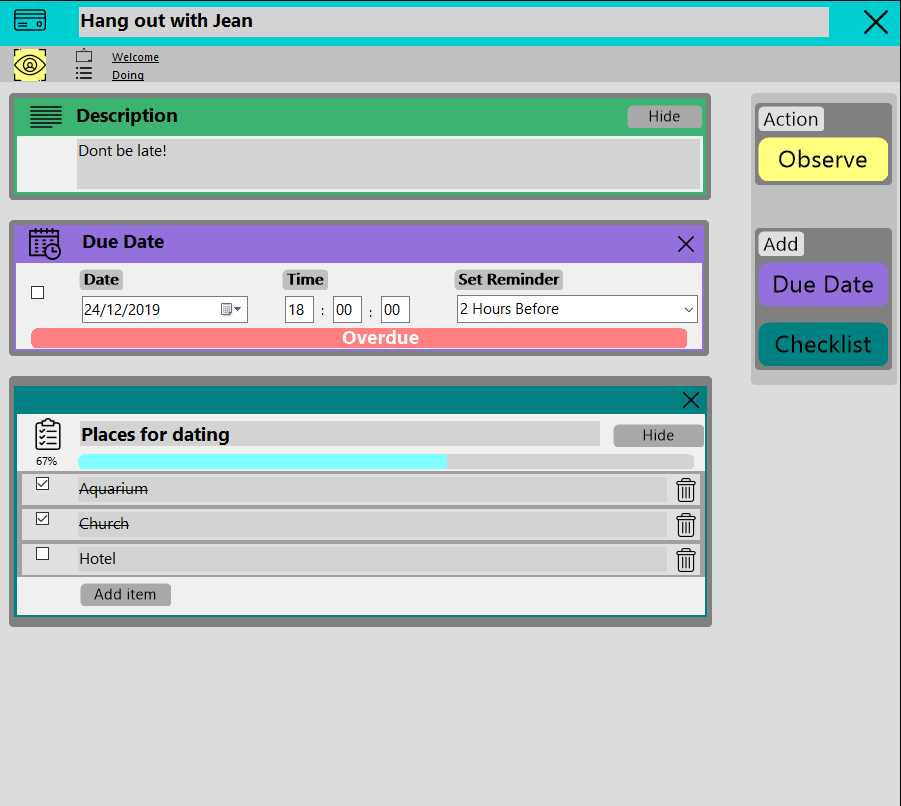 Hang out with Jean
Welcome
Doing
Description
Hide
Dont be late!
Action
Observe
Due Date
Date
Time
Set Reminder
24/12/2019
18 : 00 : 00
2 Hours Before
Overdue
Add
Due Date
Checklist
Places for dating
Hide
67%
Aquarium
Church
Hotel
Add item